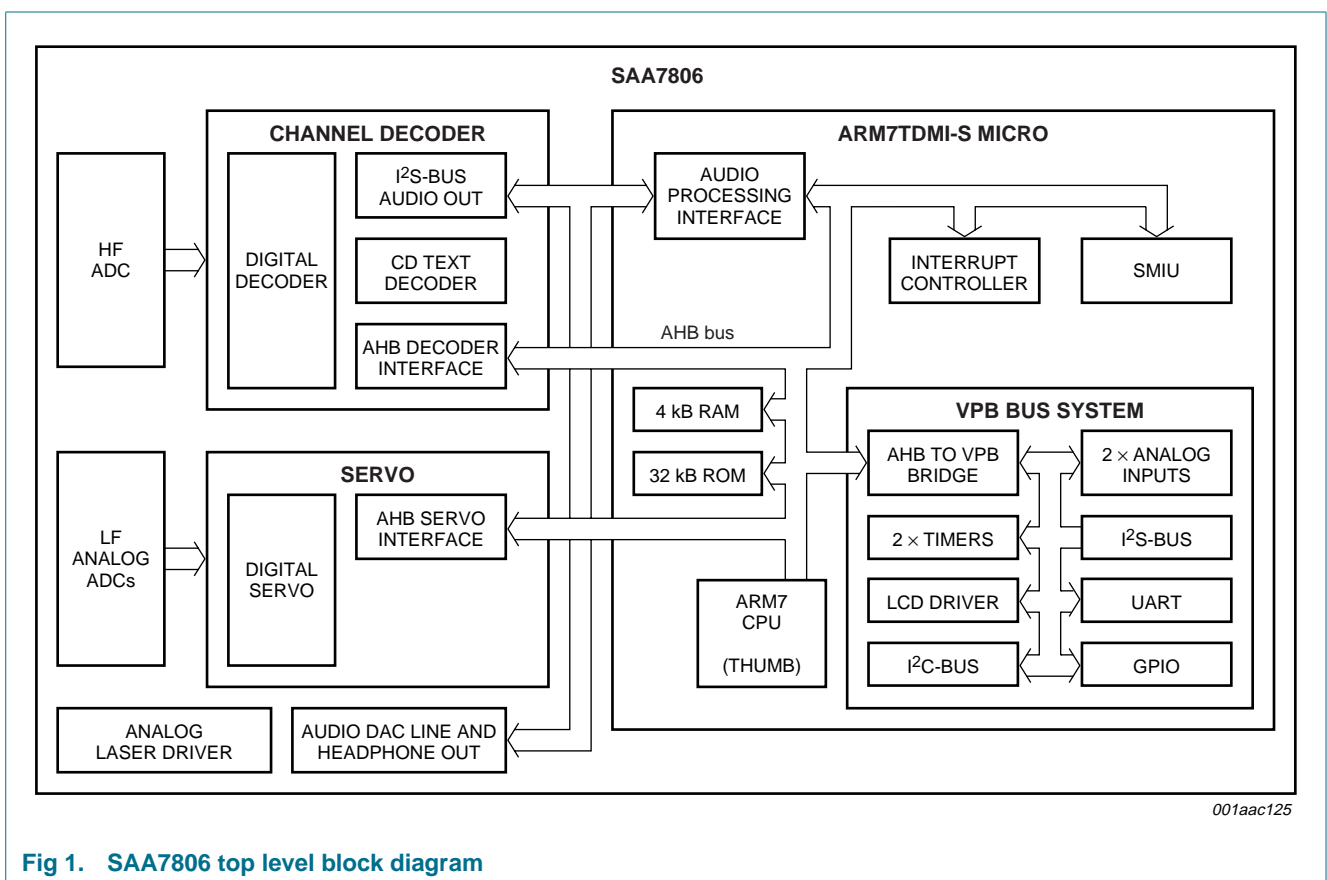 SAA7806
CHANNEL DECODER
HF
ADC
DIGITAL
DECODER
I2S-BUS
AUDIO OUT
CD TEXT
DECODER
AHB DECODER
INTERFACE
ARM7TDMI-S MICRO
AUDIO
PROCESSING
INTERFACE
INTERRUPT
CONTROLLER
SMIU
AHB bus
4 kB RAM
32 kB ROM
ARM7
CPU
(THUMB)
VPB BUS SYSTEM
AHB TO VPB
BRIDGE
2 × ANALOG
INPUTS
2 × TIMERS
I2S-BUS
LCD DRIVER
UART
I2C-BUS
GPIO
SERVO
LF
ANALOG
ADCs
DIGITAL
SERVO
AHB SERVO
INTERFACE
ANALOG
LASER DRIVER
AUDIO DAC LINE AND
HEADPHONE OUT
001aac125
Fig 1. SAA7806 top level block diagram